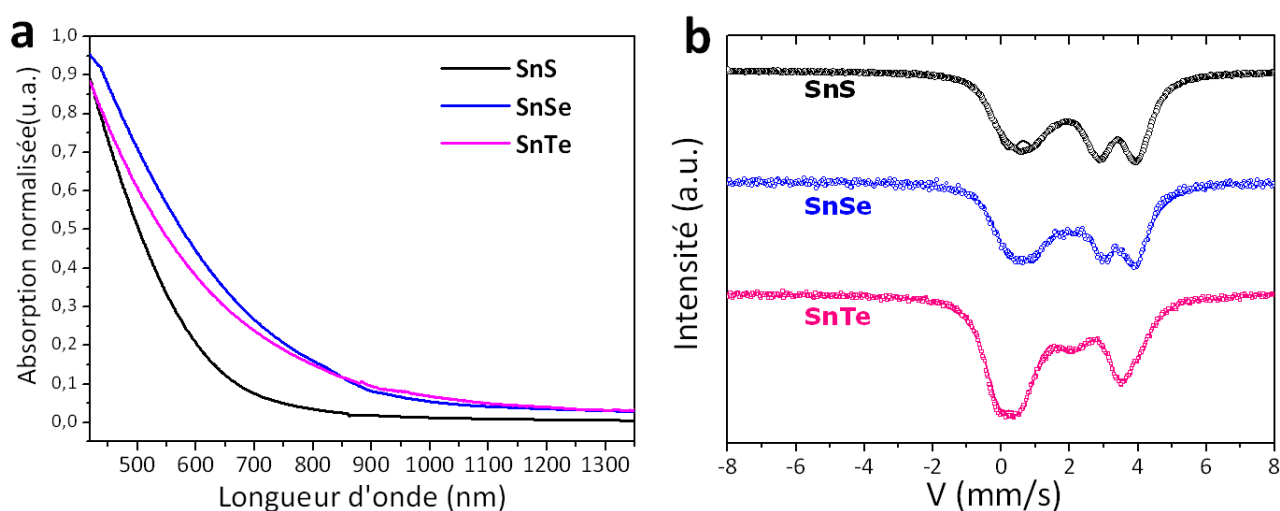 a
Absorption normalisée(u.a.)
1,0
0,9
0,8
0,7
0,6
0,5
0,4
0,3
0,2
0,1
0,0
SnS
SnSe
SnTe
500 600 700 800 900 1000 1100 1200 1300
Longueur d'onde (nm)
b
Intensité (a.u.)
SnS
SnSe
SnTe
-8 -6 -4 -2 0 2 4 6 8
V (mm/s)